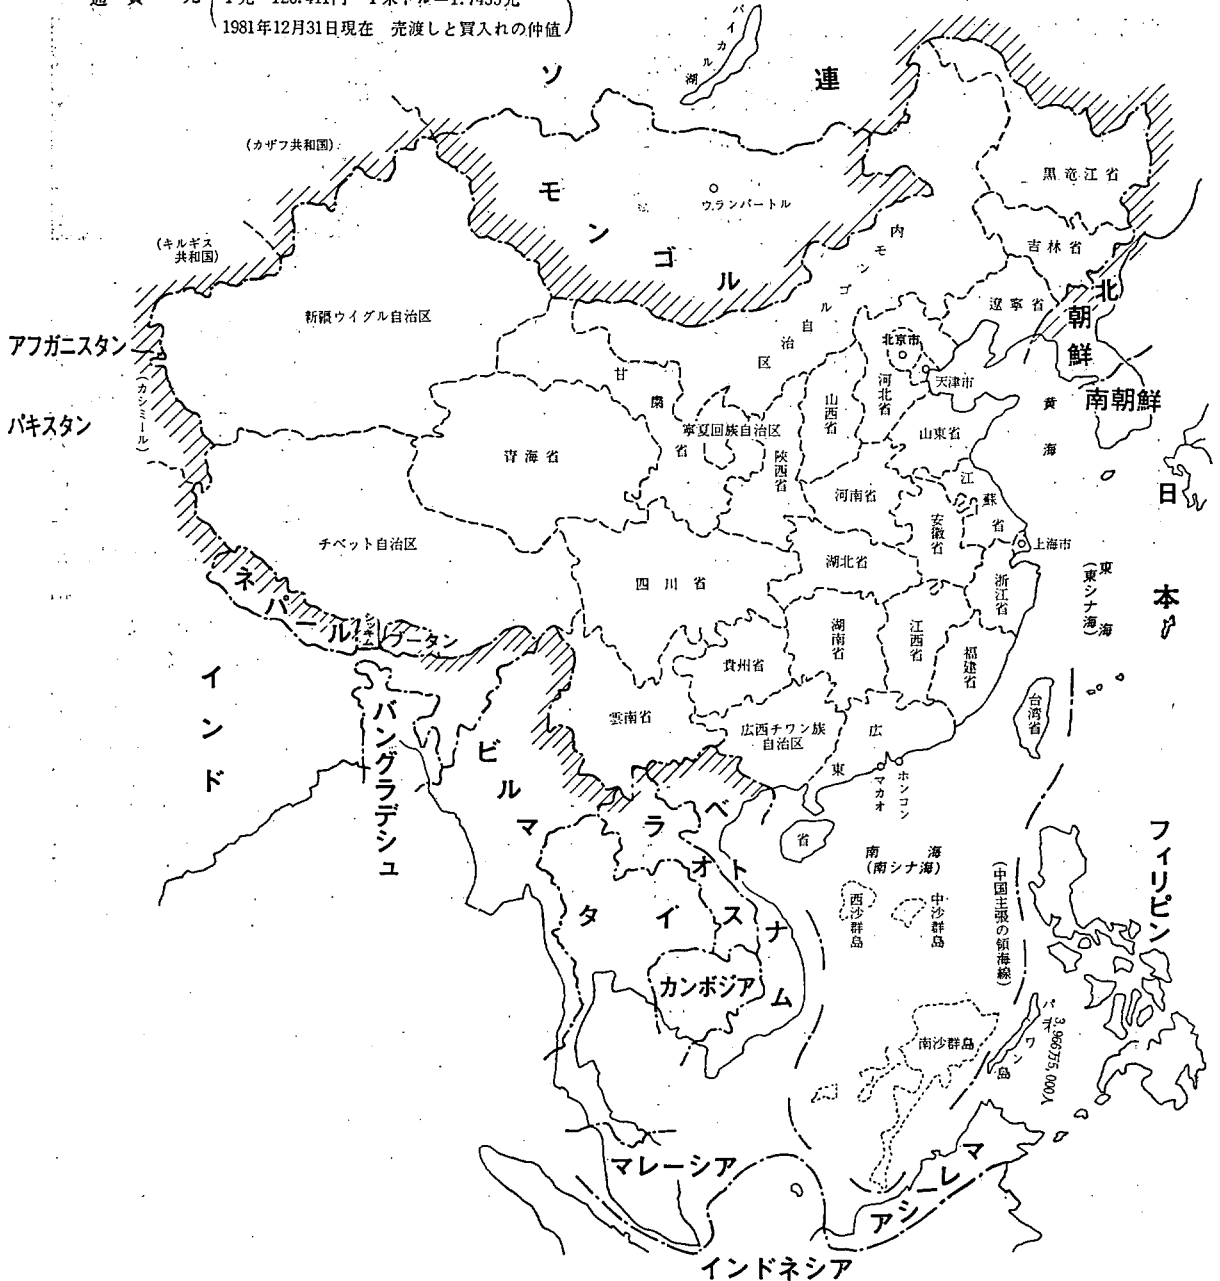 1981年12月31日現在 売渡しと買入れの仲値
バイカル湖
ソ連
(カザフ共和国)
モンゴル
ウランバートル
黒竜江省
(キルギス
共和国)
内モンゴル自治区
吉林省
新疆ウイグル自治区
遼寧省
北朝鮮
アフガニスタン
北京市
(カシミール)
甘粛省
天津市
河北省
山西省
黄海
南朝鮮
パキスタン
寧夏回族自治区
山東省
青海省
陝西省
河南省
江蘇省
日本
安徽省
チベット自治区
上海市
湖北省
四川省
浙江省
東海
(東シナ海)
ネパール
シッキム
ブータン
湖南省
江西省
福建省
貴州省
インド
バングラデシュ
雲南省
台湾省
広西チワン族
自治区
広東省
ビルマ
マカオ
ホンコン
ラオス
ベトナム
フィリピン
南海
(南シナ海)
(中国主張の領海線)
西沙群島
中沙群島
タイ
カンボジア
南沙群島
パラワン島
マレーシア
マレーシア
インドネシア